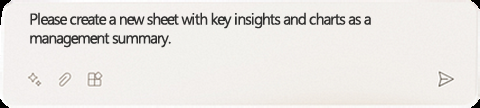 Please create a new sheet with key insights and charts as a
management summary.